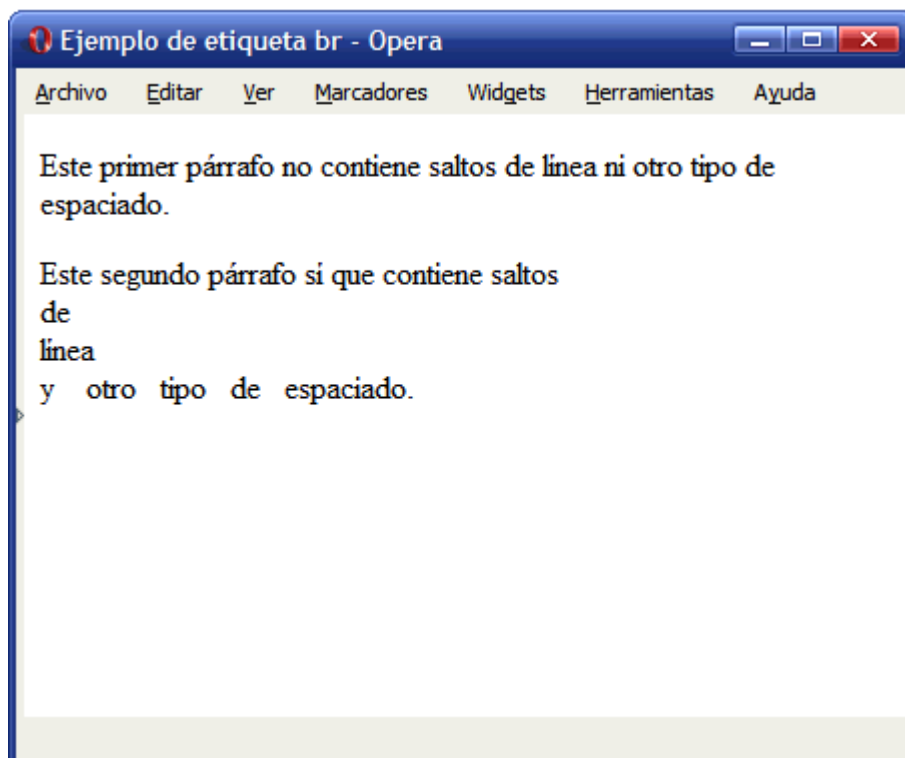 Ejemplo de etiqueta br - Opera
Archivo Editar Ver Marcadores Widgets Herramientas Ayuda
Este primer párrafo no contiene saltos de línea ni otro tipo de
espaciado.
Este segundo párrafo si que contiene saltos
de
línea
y otro tipo de espaciado.